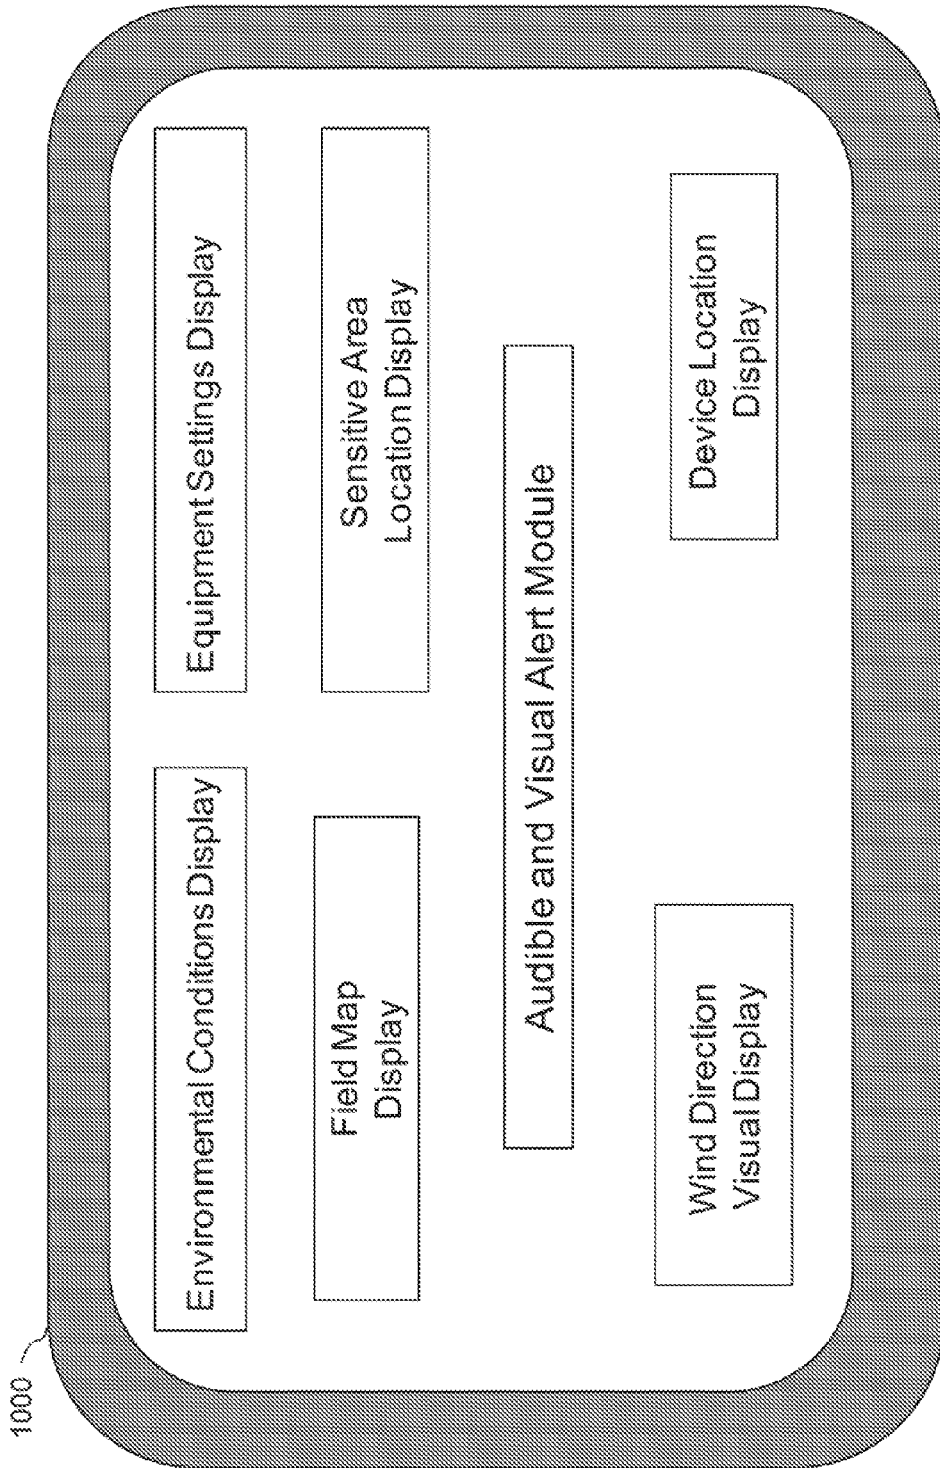 1000
Environmental Conditions Display
Equipment Settings Display
Field Map
Display
Sensitive Area
Location Display
Audible and Visual Alert Module
Wind Direction
Visual Display
Device Location
Display